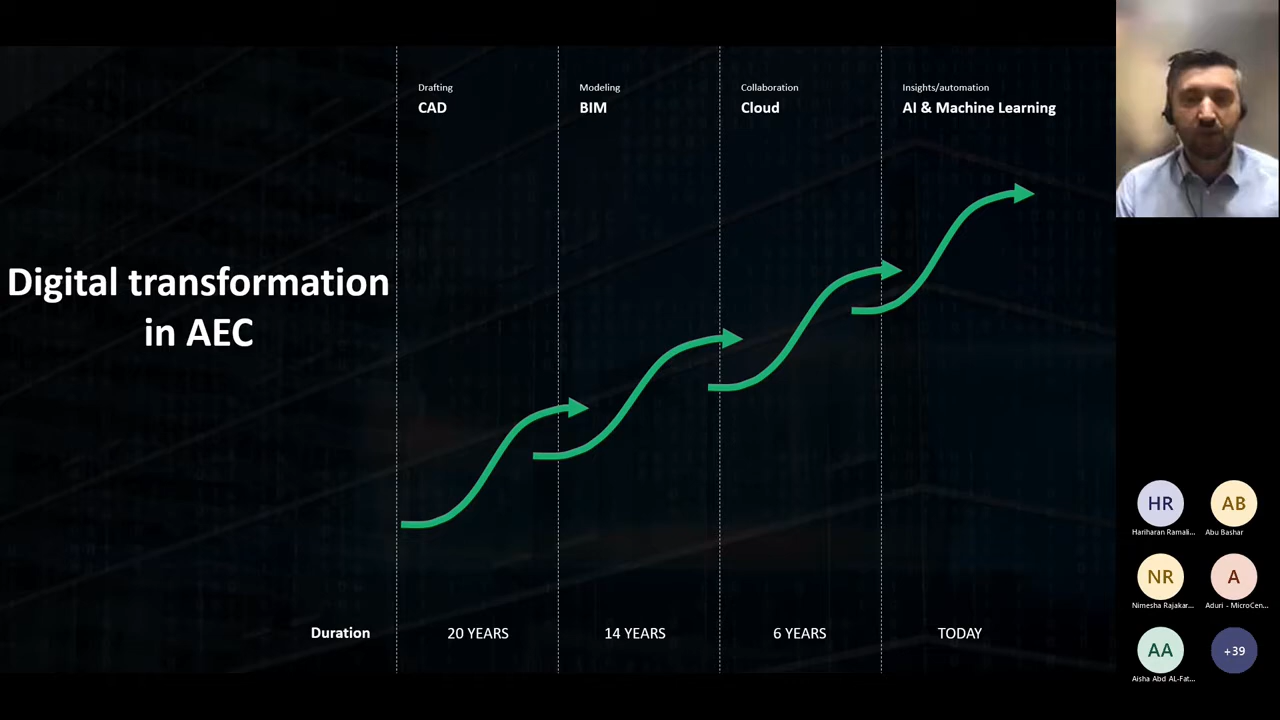 Digital transformation
in AEC
Drafting
CAD
Modeling
BIM
Collaboration
Cloud
Insights/automation
AI & Machine Learning
Duration
20 YEARS
14 YEARS
6 YEARS
TODAY
HR
Hariharan Ramali...
AB
Abu Bashar
NR
Nimesha Rajakar...
A
Aduri - MicroCen...
AA
Aisha Abd AL-Fat...
+39